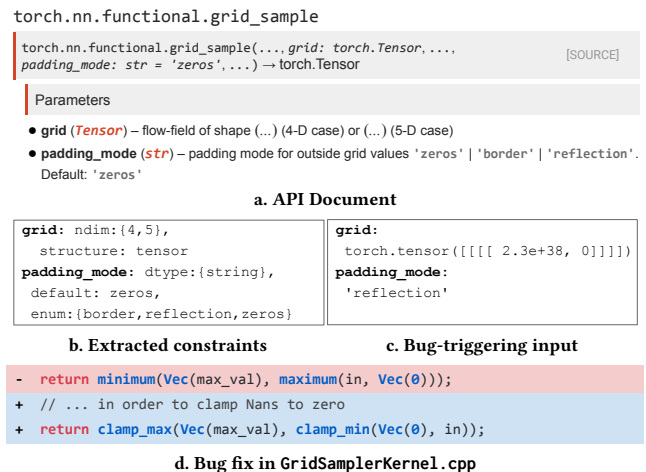 torch.nn.functional.grid_sample
torch.nn.functional.grid_sample(..., grid: torch.Tensor, ...,
padding_mode: str = 'zeros', ...) → torch.Tensor
[SOURCE]
Parameters
● grid (Tensor) – flow-field of shape (...) (4-D case) or (...) (5-D case)
● padding_mode (str) – padding mode for outside grid values 'zeros' | 'border' | 'reflection'.
Default: 'zeros'
a. API Document
grid: ndim:{4,5},
structure: tensor
padding_mode: dtype:{string},
default: zeros,
enum:{border,reflection,zeros}
b. Extracted constraints
grid:
torch.tensor([[[[ 2.3e+38, 0]]]])
padding_mode:
'reflection'
c. Bug-triggering input
- return minimum(Vec(max_val), maximum(in, Vec(0)));
+ // ... in order to clamp Nans to zero
+ return clamp_max(Vec(max_val), clamp_min(Vec(0), in));
d. Bug fix in GridSamplerKernel.cpp